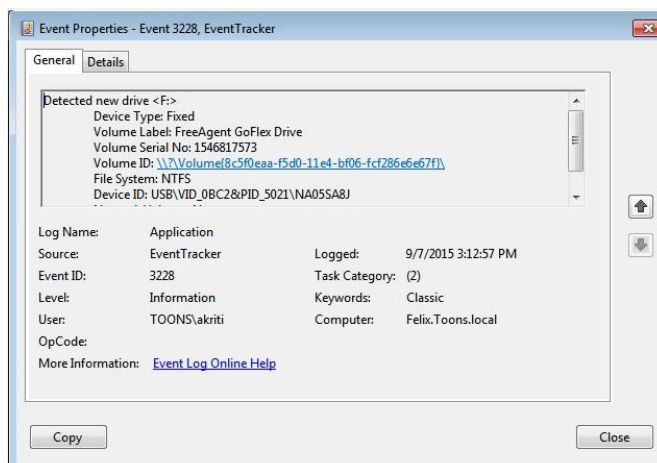 Event Properties - Event 3228, EventTracker
General Details
Detected new drive <F:>
Device Type: Fixed
Volume Label: FreeAgent GoFlex Drive
Volume Serial No: 1546817573
Volume ID: \\?\Volume{8c5f0eaa-f5d0-11e4-bf06-fcf286e6e67f}\
File System: NTFS
Device ID: USB\VID_0BC2&PID_5021\NA05SA8J
Log Name: Application
Source: EventTracker Logged: 9/7/2015 3:12:57 PM
Event ID: 3228 Task Category: (2)
Level: Information Keywords: Classic
User: TOONS\akriti Computer: Felix.Toons.local
OpCode:
More Information: Event Log Online Help
Copy Close